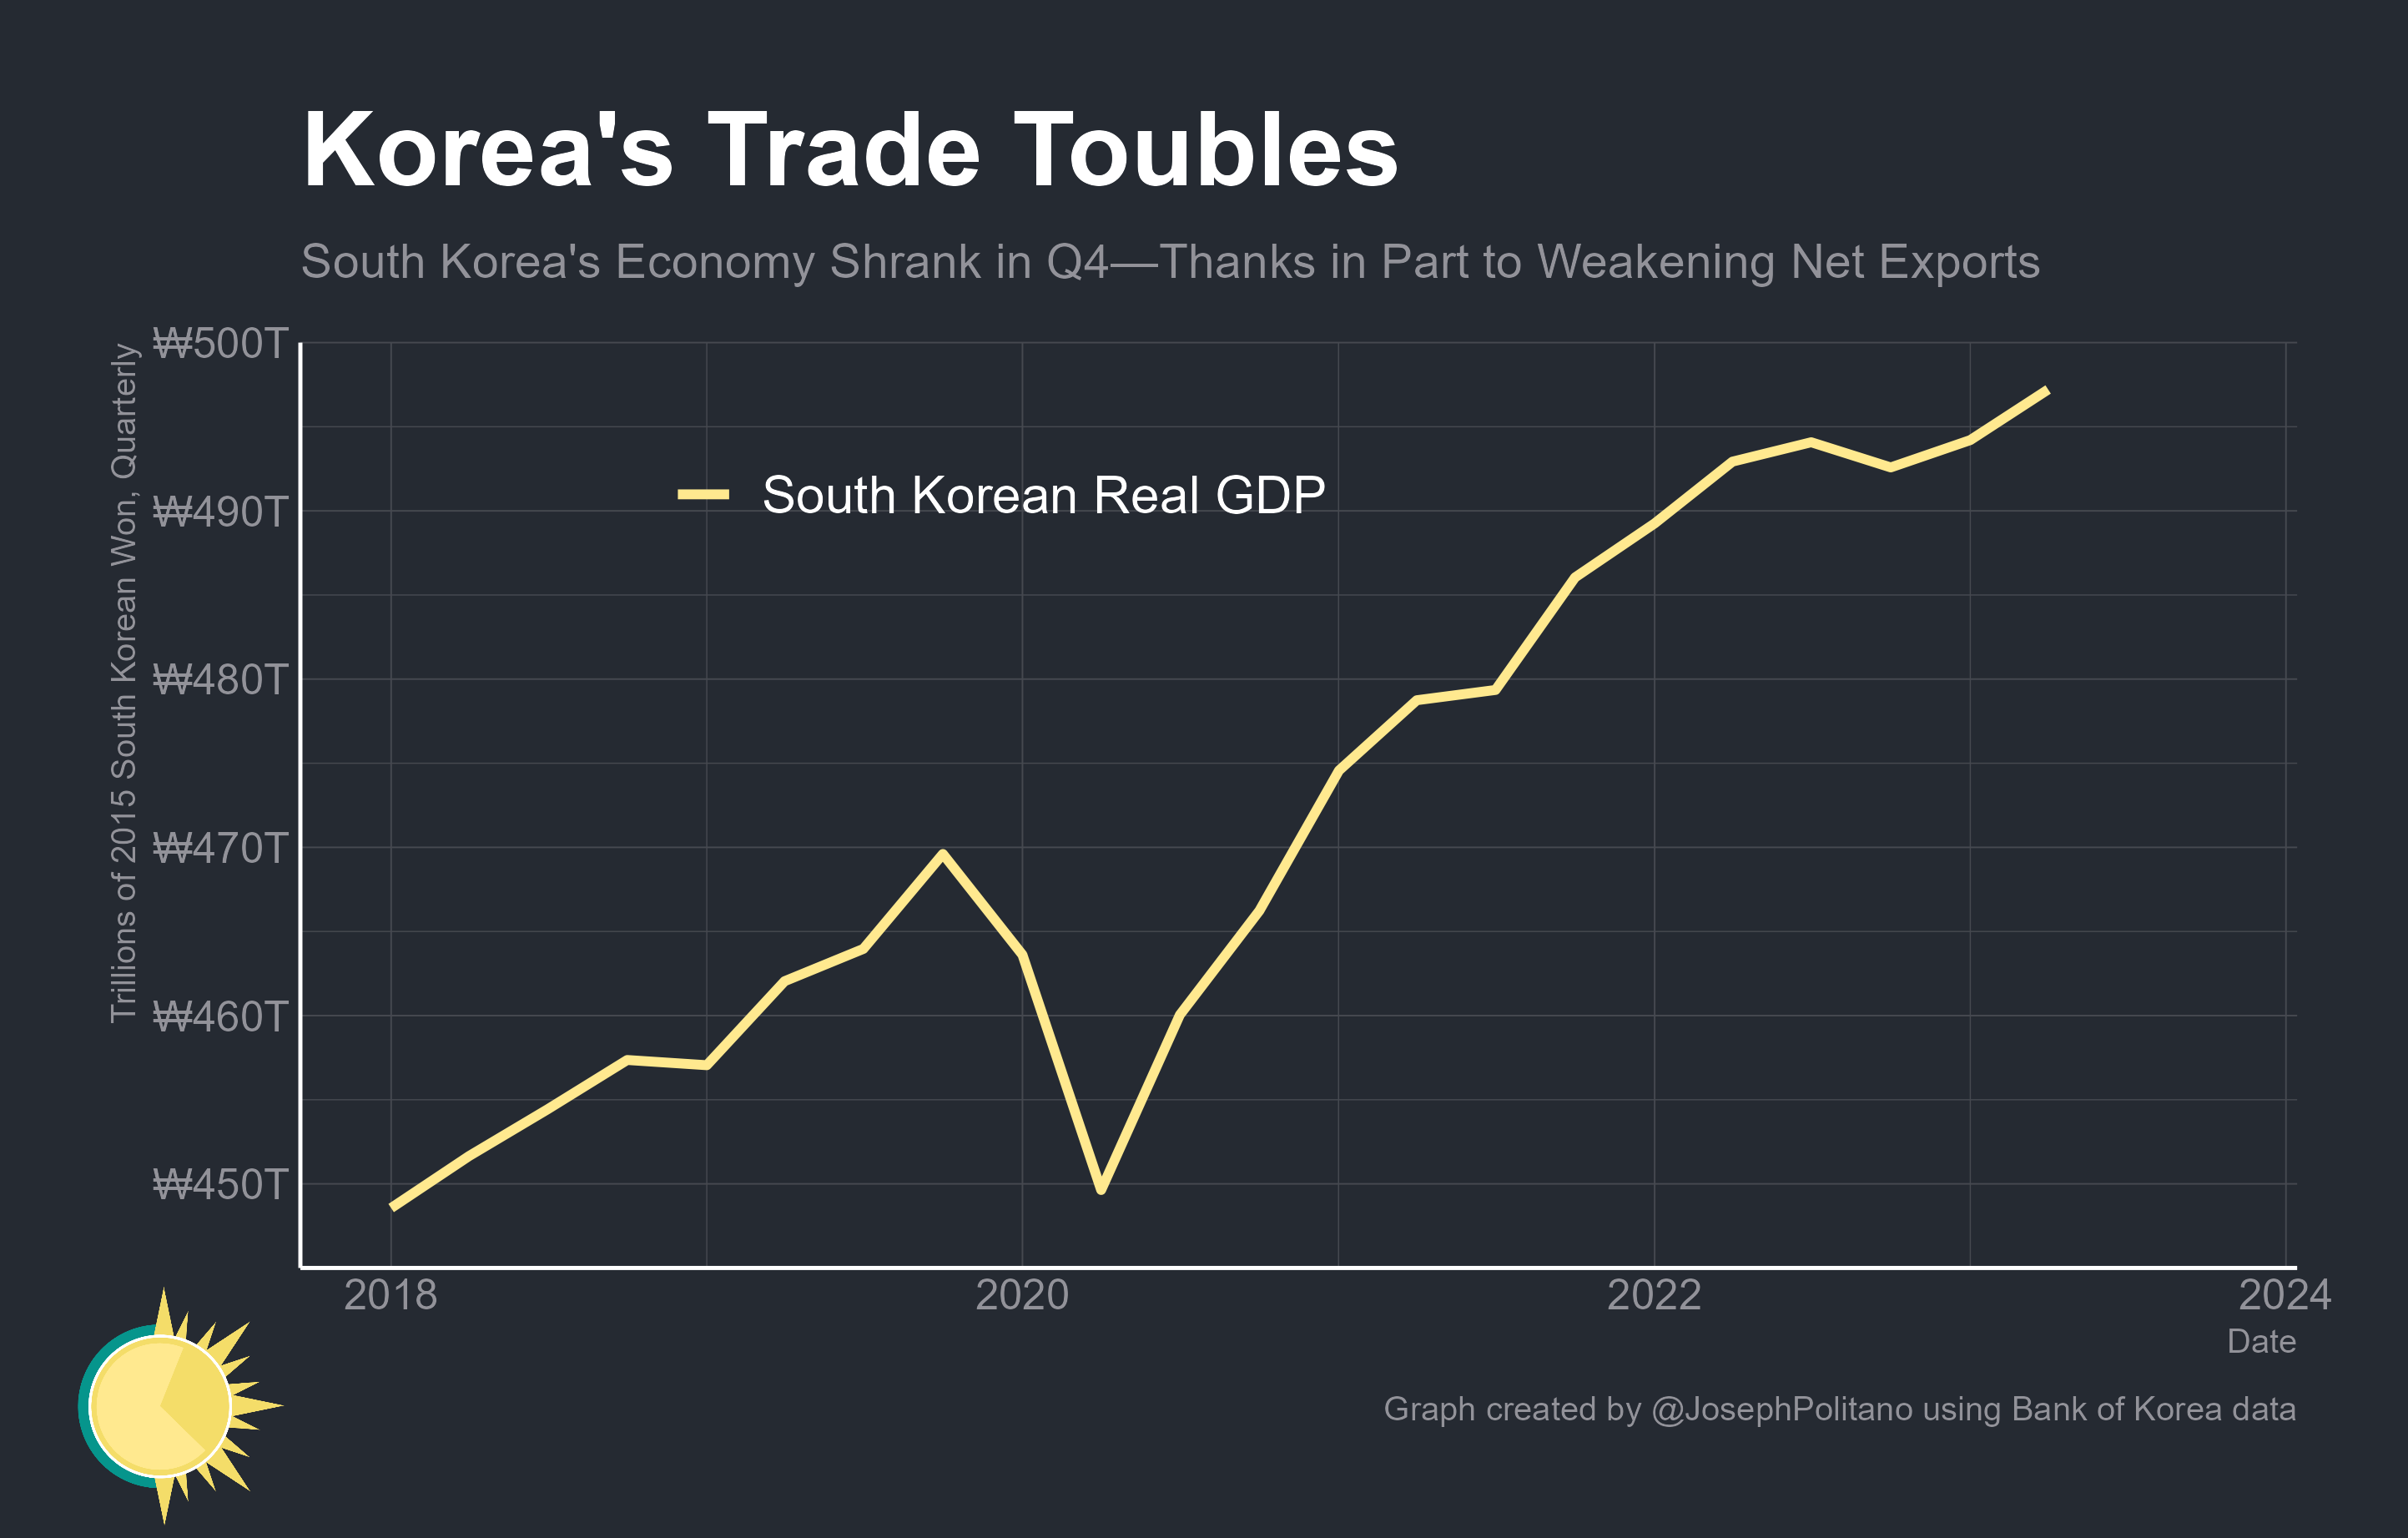 Korea's Trade Toubles
South Korea's Economy Shrank in Q4—Thanks in Part to Weakening Net Exports
Trillions of 2015 South Korean Won, Quarterly
₩500T
₩490T
₩480T
₩470T
₩460T
₩450T
South Korean Real GDP
2018
2020
2022
2024
Date
Graph created by @JosephPolitano using Bank of Korea data